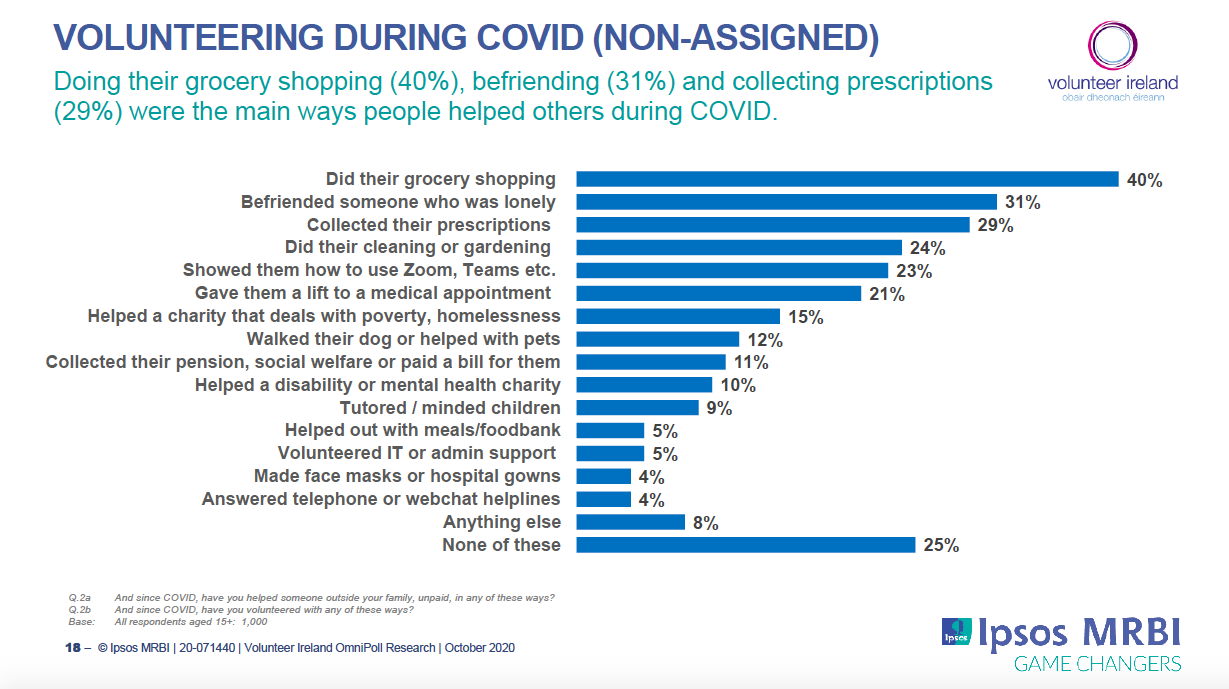 VOLUNTEERING DURING COVID (NON-ASSIGNED)
Doing their grocery shopping (40%), befriending (31%) and collecting prescriptions
(29%) were the main ways people helped others during COVID.
volunteer ireland
obair dheonach éireann
Did their grocery shopping 40%
Befriended someone who was lonely 31%
Collected their prescriptions 29%
Did their cleaning or gardening 24%
Showed them how to use Zoom, Teams etc. 23%
Gave them a lift to a medical appointment 21%
Helped a charity that deals with poverty, homelessness 15%
Walked their dog or helped with pets 12%
Collected their pension, social welfare or paid a bill for them 11%
Helped a disability or mental health charity 10%
Tutored / minded children 9%
Helped out with meals/foodbank 5%
Volunteered IT or admin support 5%
Made face masks or hospital gowns 4%
Answered telephone or webchat helplines 4%
Anything else 8%
None of these 25%
Q.2a And since COVID, have you helped someone outside your family, unpaid, in any of these ways?
Q.2b And since COVID, have you volunteered with any of these ways?
Base: All respondents aged 15+: 1,000
18 – © Ipsos MRBI | 20-071440 | Volunteer Ireland OmniPoll Research | October 2020
Ipsos
Ipsos MRBI
GAME CHANGERS